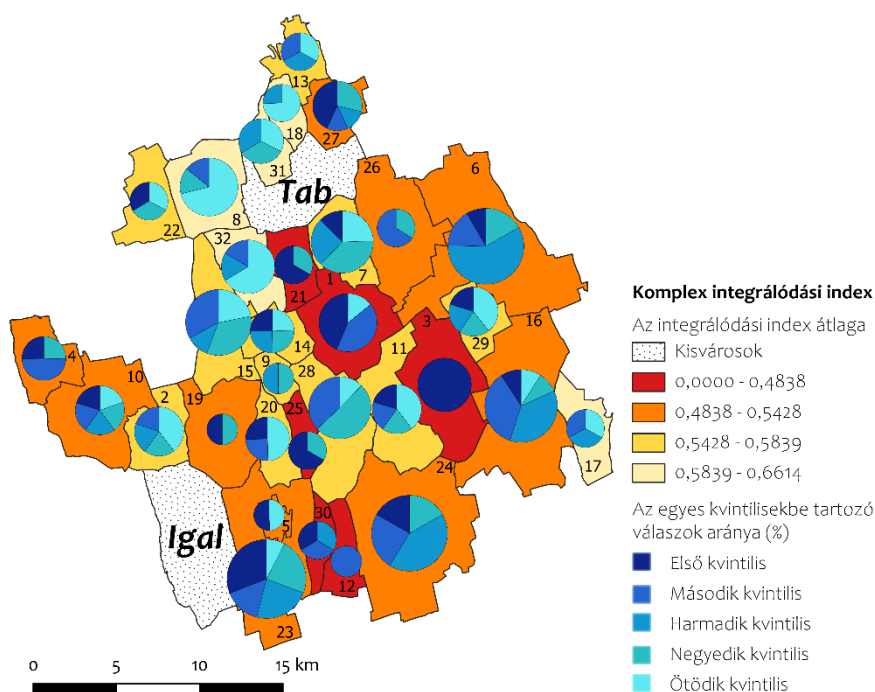 13
18
27
31
26
6
Tab
22
8
32
7
21
1
3
16
29
14
11
4
10
9
15
28
2
19
20
25
17
24
Igal
5
30
12
23
0 5 10 15 km
Komplex integrálódási index
Az integrálódási index átlaga
Kisvárosok
0,0000 - 0,4838
0,4838 - 0,5428
0,5428 - 0,5839
0,5839 - 0,6614
Az egyes kvintilisekbe tartozó
válaszok aránya (%)
Első kvintilis
Második kvintilis
Harmadik kvintilis
Negyedik kvintilis
Ötödik kvintilis